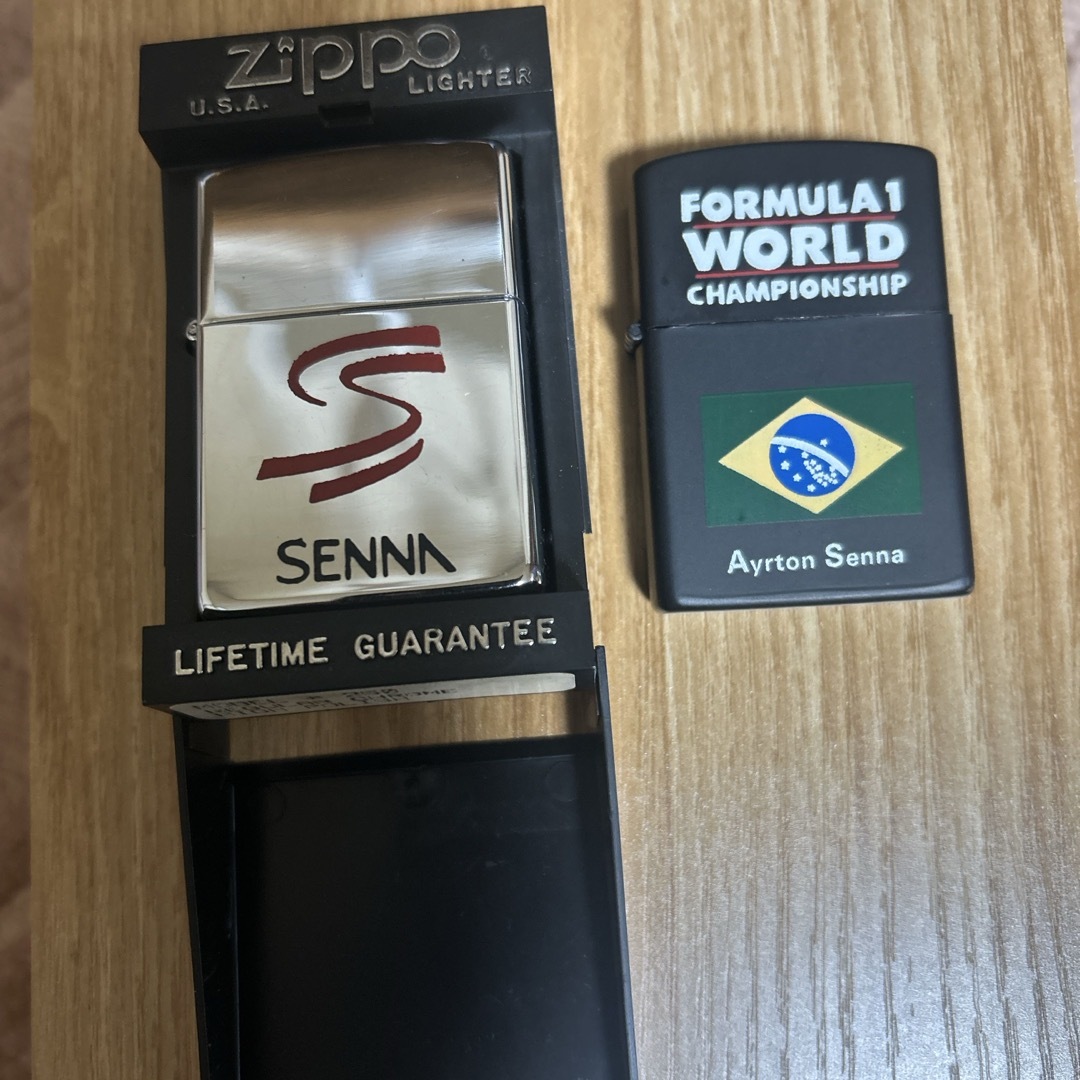 Zippo
U.S.A. LIGHTER
SENNA
LIFETIME GUARANTEE
FORMULA 1
WORLD
CHAMPIONSHIP
Ayrton Senna